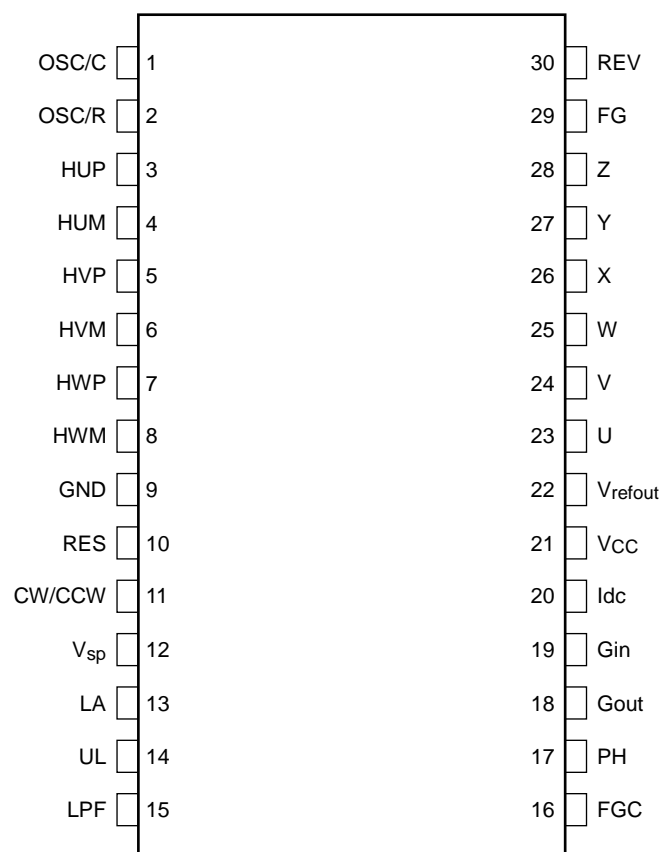 OSC/C 1 30 REV
OSC/R 2 29 FG
HUP 3 28 Z
HUM 4 27 Y
HVP 5 26 X
HVM 6 25 W
HWP 7 24 V
HWM 8 23 U
GND 9 22 Vrefout
RES 10 21 VCC
CW/CCW 11 20 Idc
Vsp 12 19 Gin
LA 13 18 Gout
UL 14 17 PH
LPF 15 16 FGC